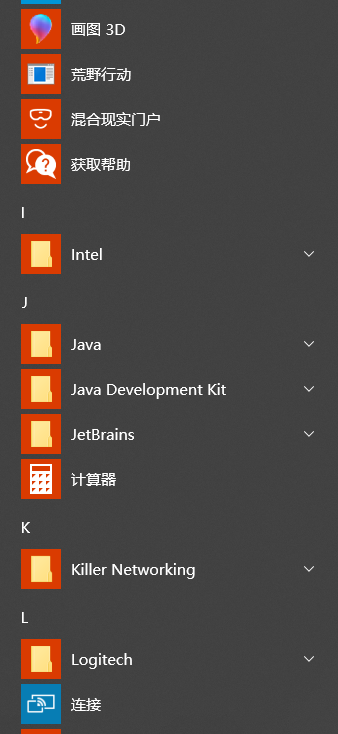 画图 3D
荒野行动
混合现实门户
获取帮助
I
Intel
J
Java
Java Development Kit
JetBrains
计算器
K
Killer Networking
L
Logitech
连接